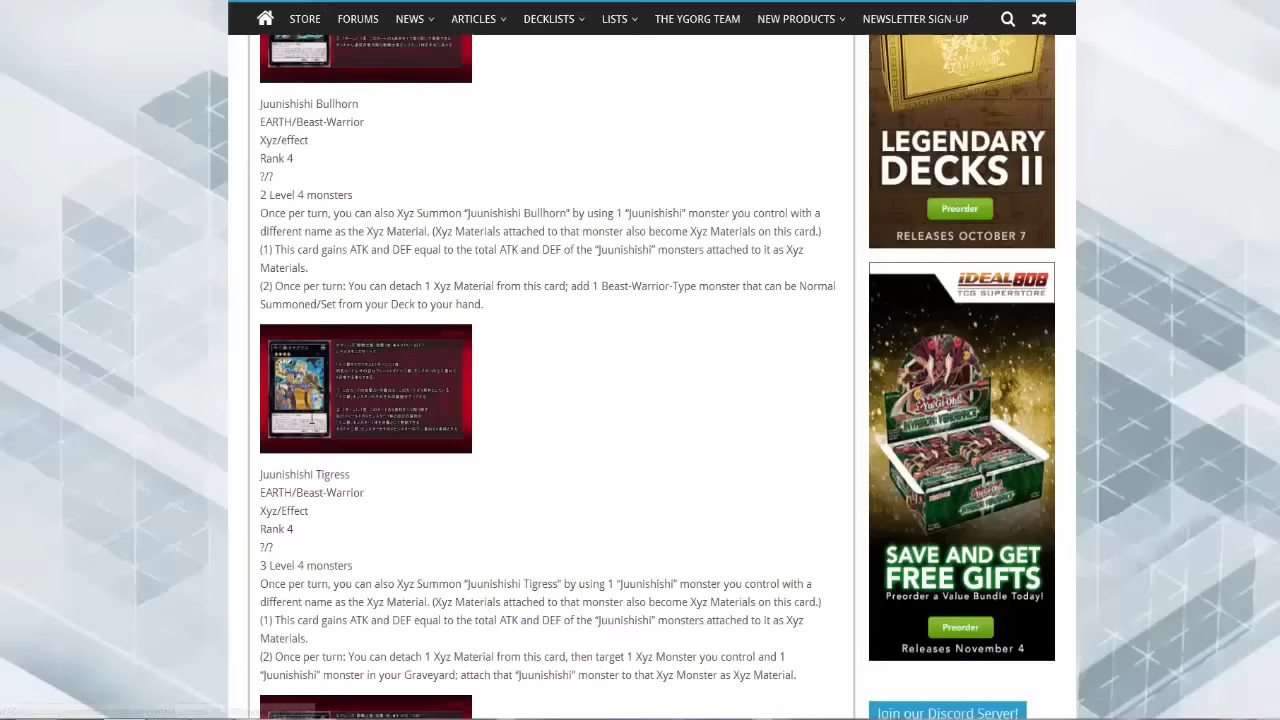 STORE FORUMS NEWS ARTICLES DECKLISTS LISTS THE YGORG TEAM NEW PRODUCTS NEWSLETTER SIGN-UP
Juunishishi Bullhorn
EARTH/Beast-Warrior
Xyz/effect
Rank 4
?/?
2 Level 4 monsters
Once per turn, you can also Xyz Summon “Juunishishi Bullhorn” by using 1 “Juunishishi” monster you control with a
different name as the Xyz Material. (Xyz Materials attached to that monster also become Xyz Materials on this card.)
(1) This card gains ATK and DEF equal to the total ATK and DEF of the “Juunishishi” monsters attached to it as Xyz
Materials.
(2) Once per turn: You can detach 1 Xyz Material from this card; add 1 Beast-Warrior-Type monster that can be Normal
Summoned from your Deck to your hand.
Juunishishi Tigress
EARTH/Beast-Warrior
Xyz/Effect
Rank 4
?/?
3 Level 4 monsters
Once per turn, you can also Xyz Summon “Juunishishi Tigress” by using 1 “Juunishishi” monster you control with a
different name as the Xyz Material. (Xyz Materials attached to that monster also become Xyz Materials on this card.)
(1) This card gains ATK and DEF equal to the total ATK and DEF of the “Juunishishi” monsters attached to it as Xyz
Materials.
(2) Once per turn: You can detach 1 Xyz Material from this card, then target 1 Xyz Monster you control and 1
“Juunishishi” monster in your Graveyard; attach that “Juunishishi” monster to that Xyz Monster as Xyz Material.
LEGENDARY
DECKS II
Preorder
RELEASES OCTOBER 7
iDEAL808
TCG SUPERSTORE
Yu-Gi-Oh!
SAVE AND GET
FREE GIFTS
Preorder a Value Bundle Today!
Preorder
Releases November 4
Join our Discord Server!